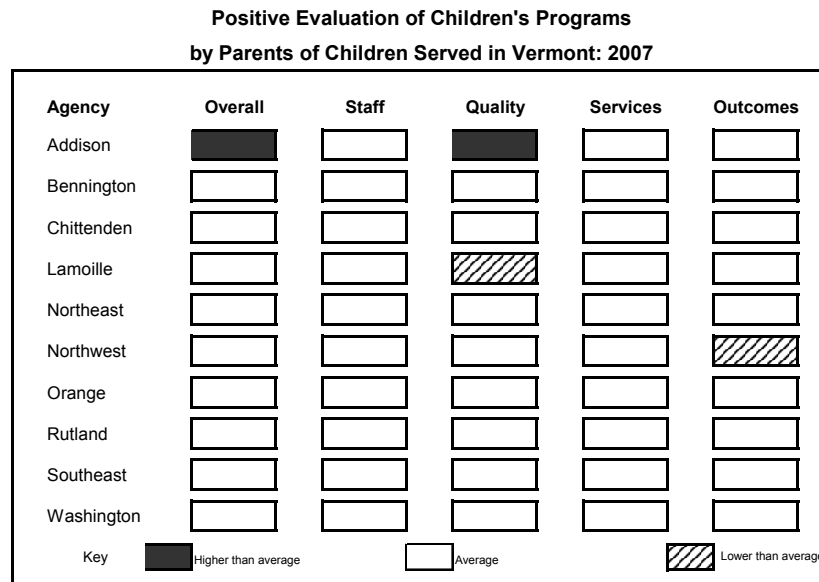 Positive Evaluation of Children's Programs
by Parents of Children Served in Vermont: 2007
Agency Overall Staff Quality Services Outcomes
Addison
Bennington
Chittenden
Lamoille
Northeast
Northwest
Orange
Rutland
Southeast
Washington
Key Higher than average Average Lower than average